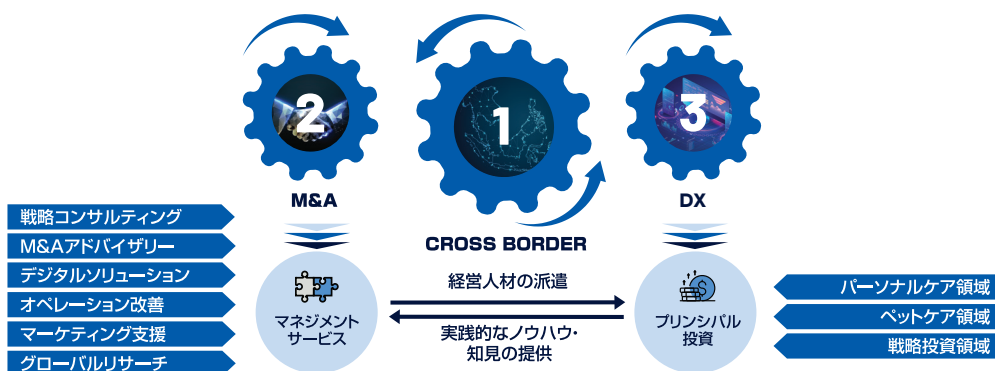 2
1
3
M&A
CROSS BORDER
DX
戦略コンサルティング
M&Aアドバイザリー
デジタルソリューション
オペレーション改善
マーケティング支援
グローバルリサーチ
マネジメント
サービス
経営人材の派遣
実践的なノウハウ・
知見の提供
プリンシパル
投資
パーソナルケア領域
ペットケア領域
戦略投資領域